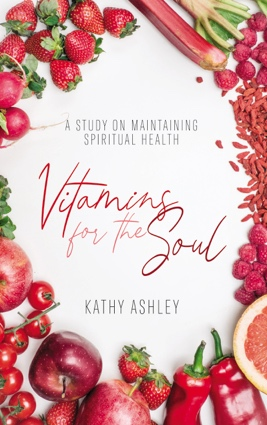 A STUDY ON MAINTAINING
SPIRITUAL HEALTH
Vitamins
for the
Soul
KATHY ASHLEY